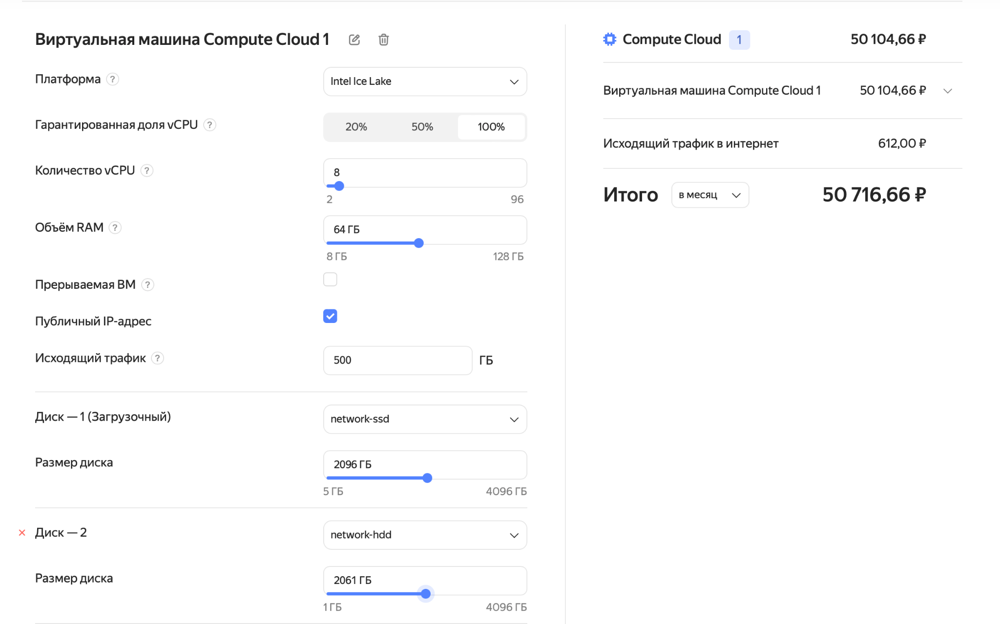 Виртуальная машина Compute Cloud 1
Платформа ?
Intel Ice Lake
Гарантированная доля vCPU ?
20% 50% 100%
Количество vCPU ?
8
2 96
Объём RAM ?
64 ГБ
8 ГБ 128 ГБ
Прерываемая ВМ ?
Публичный IP-адрес
Исходящий трафик ?
500 ГБ
Диск — 1 (Загрузочный)
network-ssd
Размер диска
2096 ГБ
5 ГБ 4096 ГБ
Диск — 2
network-hdd
Размер диска
2061 ГБ
1 ГБ 4096 ГБ
Compute Cloud 1 50 104,66 ₽
Виртуальная машина Compute Cloud 1 50 104,66 ₽
Исходящий трафик в интернет 612,00 ₽
Итого в месяц 50 716,66 ₽